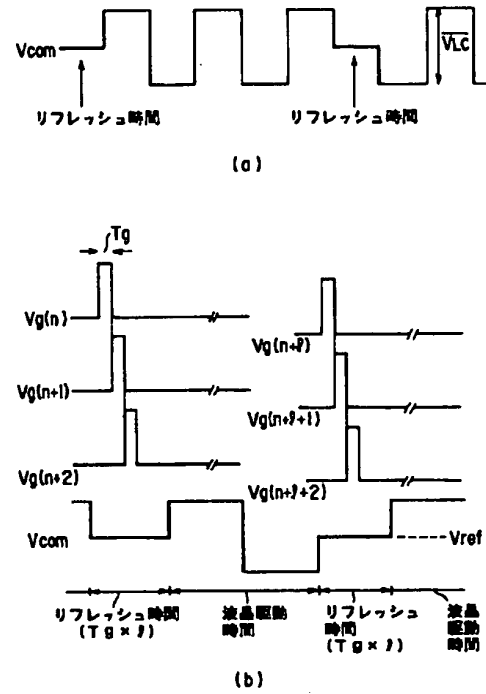 Vcom
VLC
リフレッシュ時間
リフレッシュ時間
(a)
Tg
Vg(n)
Vg(n+ℓ)
Vg(n+1)
Vg(n+ℓ+1)
Vg(n+2)
Vg(n+ℓ+2)
Vcom
Vref
リフレッシュ時間
(Tg×ℓ)
液晶駆動
時間
リフレッシュ
時間
(Tg×ℓ)
液晶
駆動
時間
(b)